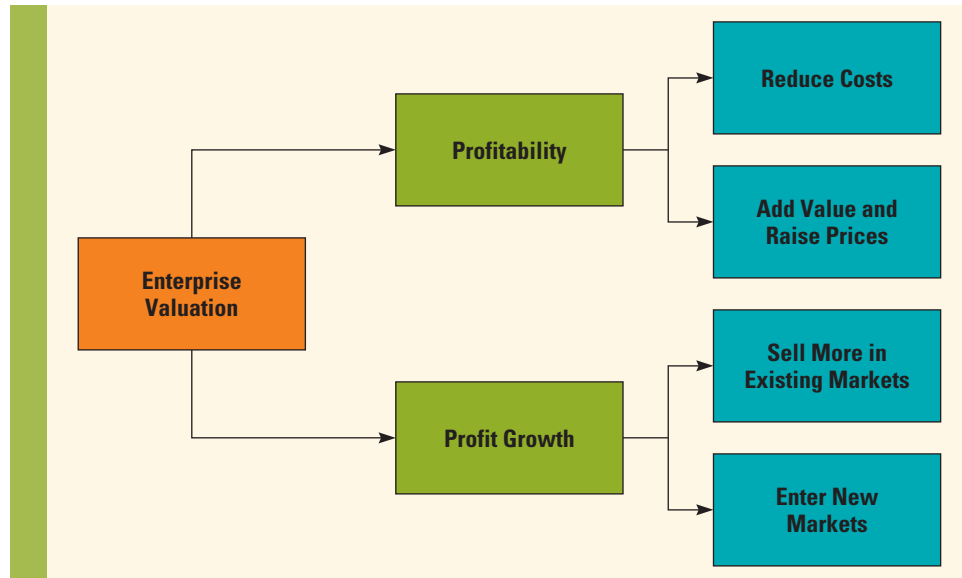 Enterprise
Valuation
Profitability
Profit Growth
Reduce Costs
Add Value and
Raise Prices
Sell More in
Existing Markets
Enter New
Markets